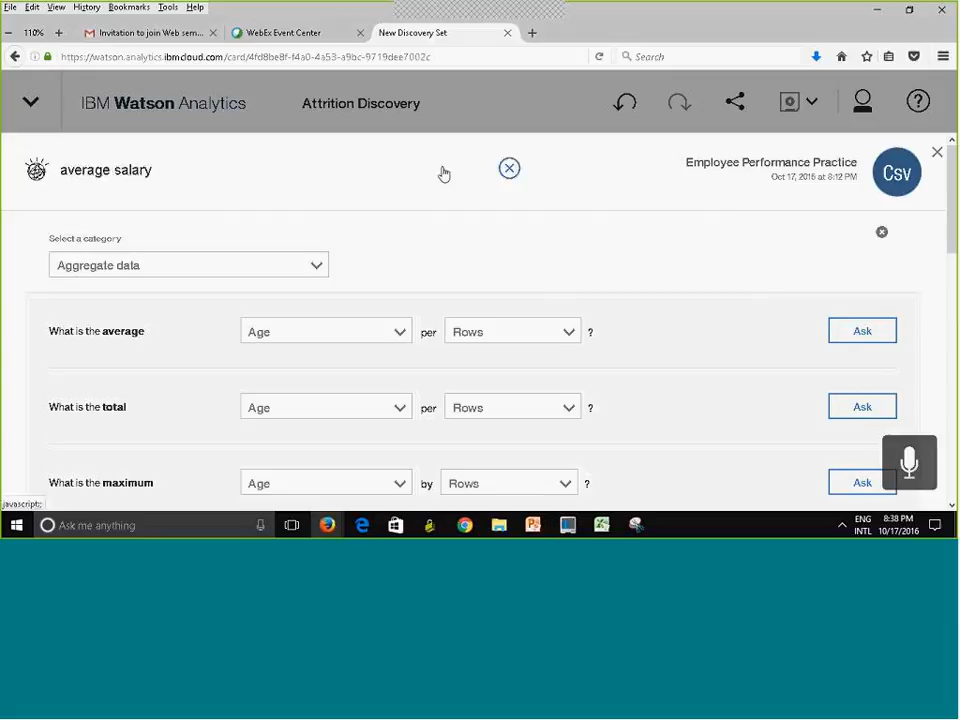 File Edit View History Bookmarks Tools Help
110% Invitation to join Web sem... WebEx Event Center New Discovery Set
https://watson.analytics.ibmcloud.com/card/4fd8be8f-f4a0-4a53-a9bc-9719dee7002c Search
IBM Watson Analytics Attrition Discovery
average salary
Employee Performance Practice
Oct 17, 2016 at 8:12 PM
Csv
Select a category
Aggregate data
What is the average Age per Rows ? Ask
What is the total Age per Rows ? Ask
What is the maximum Age by Rows ? Ask
javascript:;
Ask me anything
ENG 8:38 PM
INTL 10/17/2016